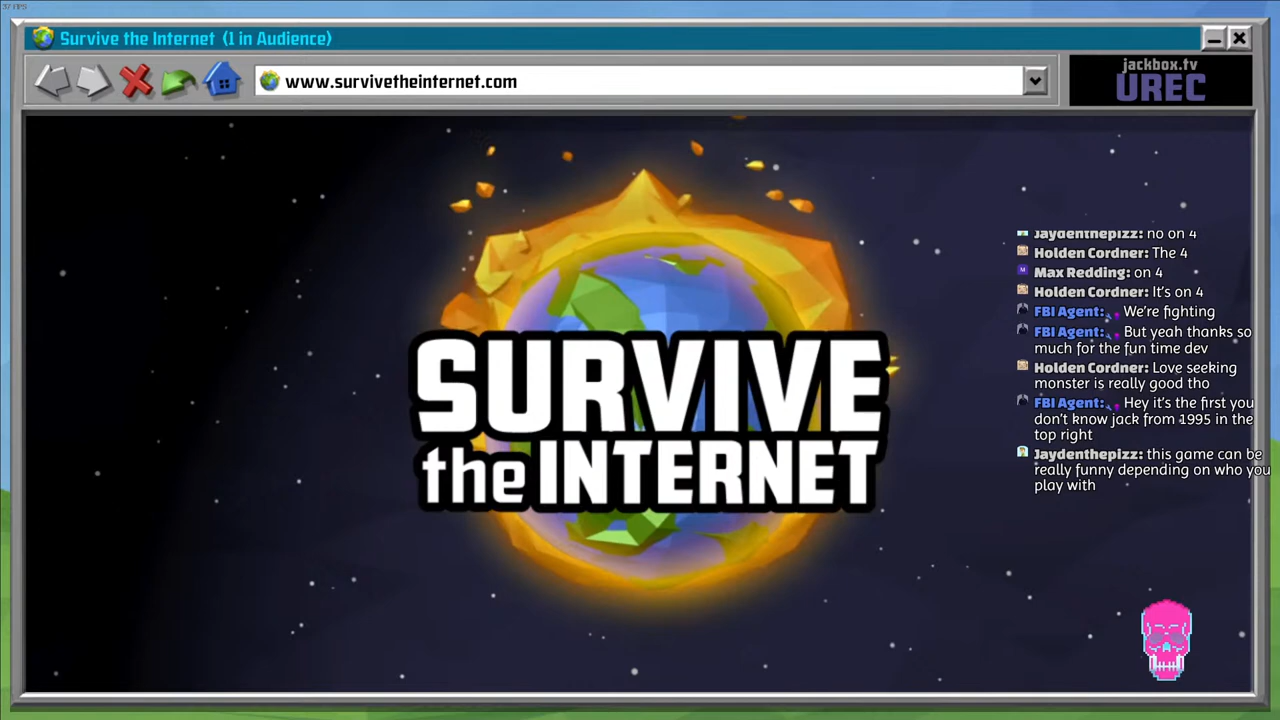 37 FPS
Survive the Internet (1 in Audience)
www.survivetheinternet.com
jackbox.tv
UREC
SURVIVE
the INTERNET
Jaydenthepizz: no on 4
Holden Cordner: The 4
Max Redding: on 4
Holden Cordner: It's on 4
FBI Agent: We're fighting
FBI Agent: But yeah thanks so
much for the fun time dev
Holden Cordner: Love seeking
monster is really good tho
FBI Agent: Hey it's the first you
don't know jack from 1995 in the
top right
Jaydenthepizz: this game can be
really funny depending on who you
play with